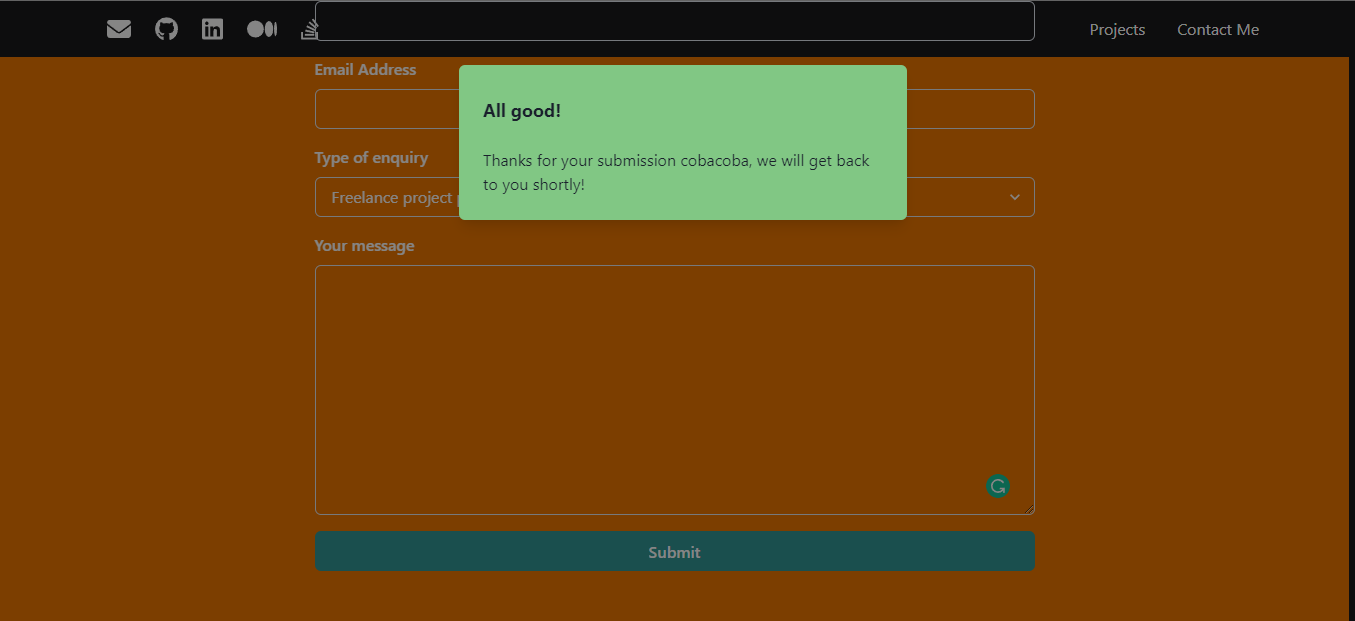 Projects
Contact Me
Email Address
All good!
Thanks for your submission cobacoba, we will get back
to you shortly!
Type of enquiry
Freelance project
Your message
Submit